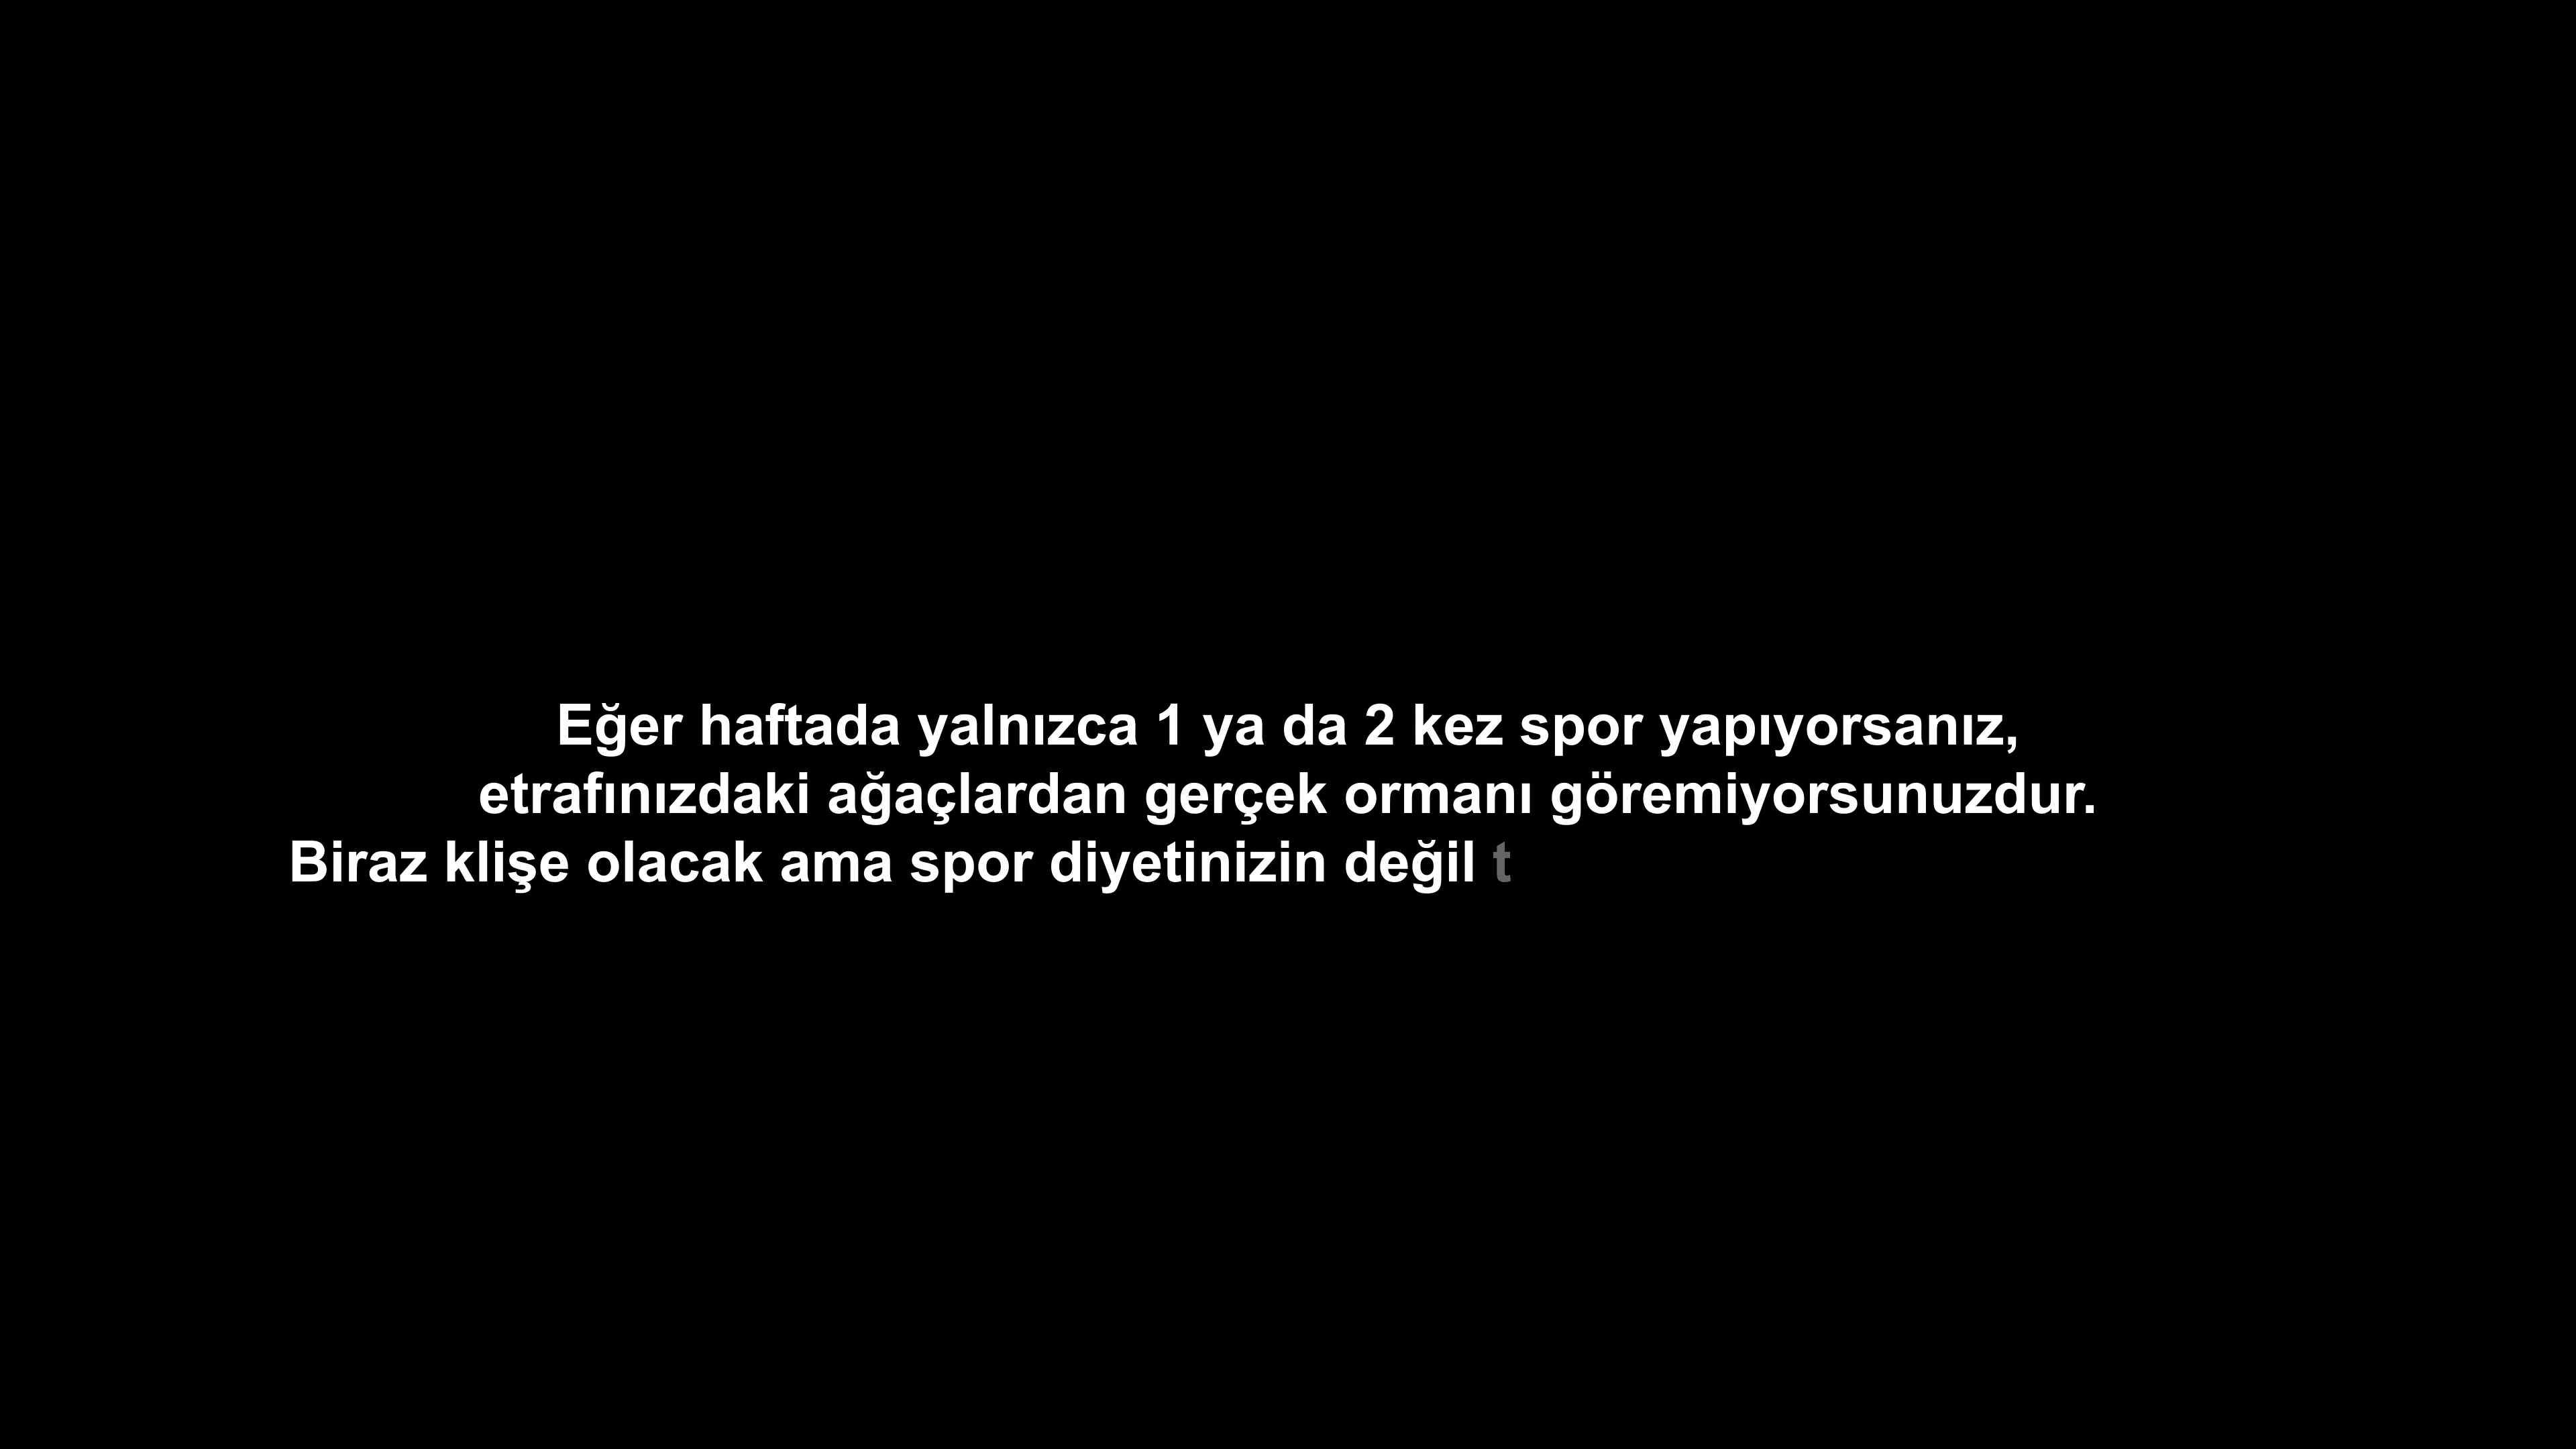 Eğer haftada yalnızca 1 ya da 2 kez spor yapıyorsanız,
etrafınızdaki ağaçlardan gerçek ormanı göremiyorsunuzdur.
Biraz klişe olacak ama spor diyetinizin değil t